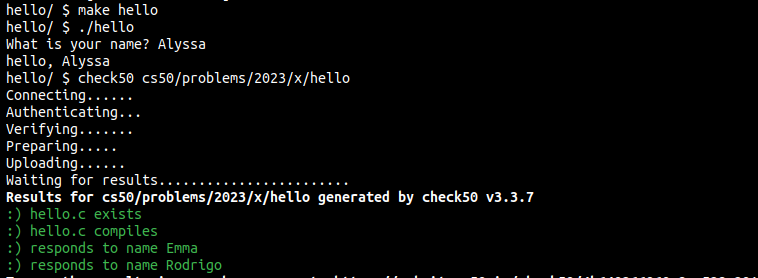 hello/ $ make hello
hello/ $ ./hello
What is your name? Alyssa
hello, Alyssa
hello/ $ check50 cs50/problems/2023/x/hello
Connecting......
Authenticating...
Verifying.......
Preparing.....
Uploading......
Waiting for results.........................
Results for cs50/problems/2023/x/hello generated by check50 v3.3.7
:) hello.c exists
:) hello.c compiles
:) responds to name Emma
:) responds to name Rodrigo